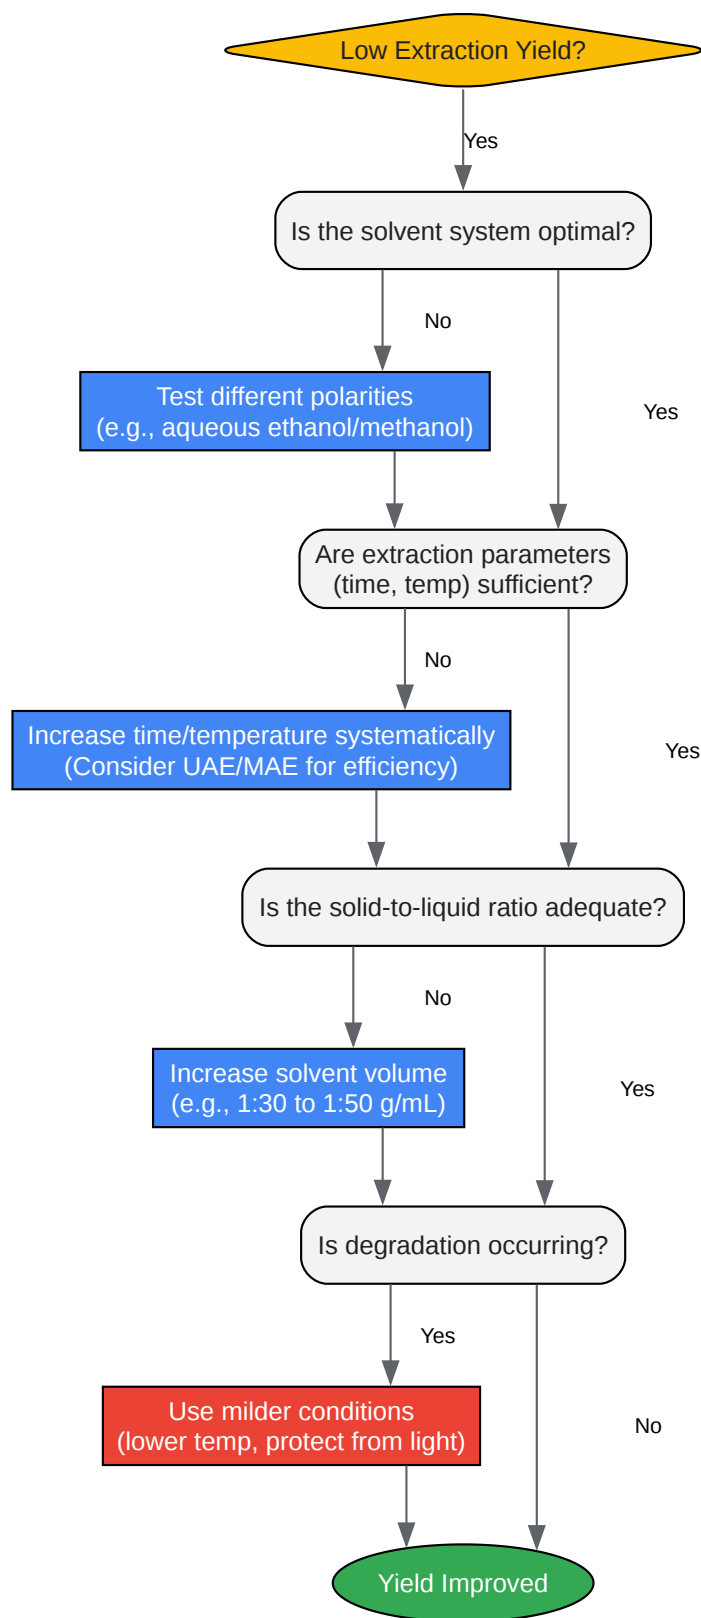 Low Extraction Yield?
Yes
Is the solvent system optimal?
No
Test different polarities
(e.g., aqueous ethanol/methanol)
Yes
Are extraction parameters
(time, temp) sufficient?
No
Increase time/temperature systematically
(Consider UAE/MAE for efficiency)
Yes
Is the solid-to-liquid ratio adequate?
No
Increase solvent volume
(e.g., 1:30 to 1:50 g/mL)
Yes
Is degradation occurring?
Yes
Use milder conditions
(lower temp, protect from light)
No
Yield Improved